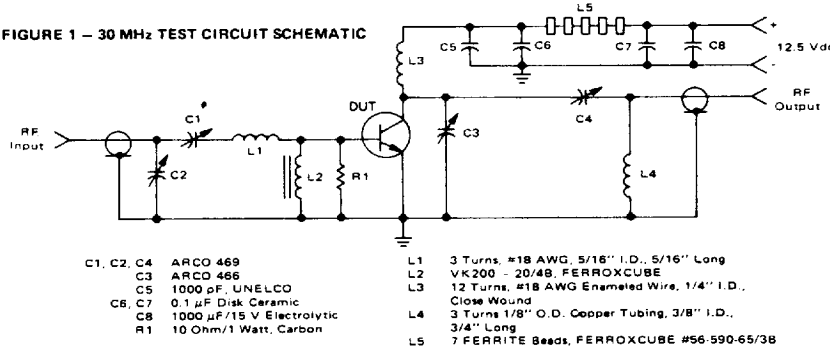 FIGURE 1 — 30 MHz TEST CIRCUIT SCHEMATIC
L5
+
C5
C6
C7
C8
12.5 Vdc
-
L3
DUT
RF
Output
C1
C4
RF
Input
C3
L1
C2
L2
R1
L4
C1, C2, C4 ARCO 469
C3 ARCO 466
C5 1000 pF, UNELCO
C6, C7 0.1 μF Disk Ceramic
C8 1000 μF/15 V Electrolytic
R1 10 Ohm/1 Watt, Carbon
L1 3 Turns, #18 AWG, 5/16" I.D., 5/16" Long
L2 VK200 - 20/4B, FERROXCUBE
L3 12 Turns, #18 AWG Enameled Wire, 1/4" I.D.,
Close Wound
L4 3 Turns 1/8" O.D. Copper Tubing, 3/8" I.D.,
3/4" Long
L5 7 FERRITE Beads, FERROXCUBE #56-590-65/3B